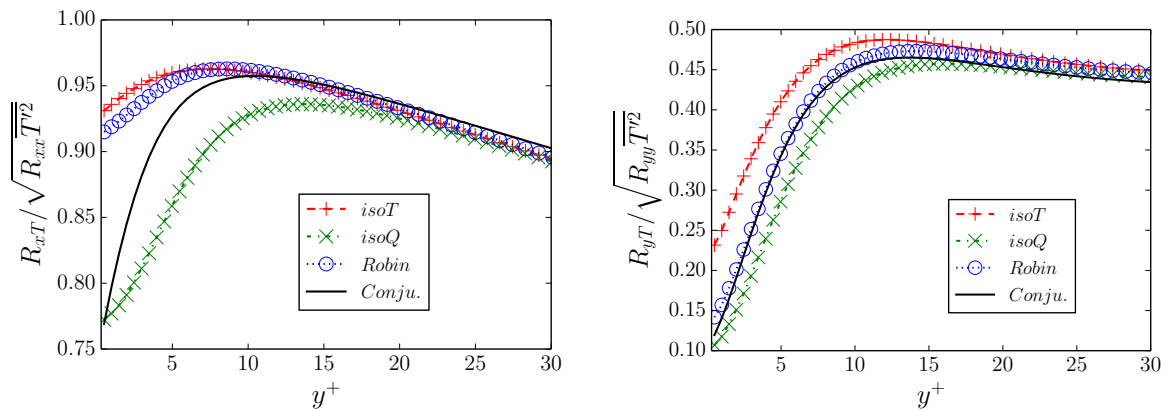 1.00
0.95
0.90
0.85
0.80
0.75
5 10 15 20 25 30
y⁺
R_{xT}/√(R_{xx} \overline{T'^2})
isoT
isoQ
Robin
Conju.
0.50
0.45
0.40
0.35
0.30
0.25
0.20
0.15
0.10
5 10 15 20 25 30
y⁺
R_{yT}/√(R_{yy} \overline{T'^2})
isoT
isoQ
Robin
Conju.